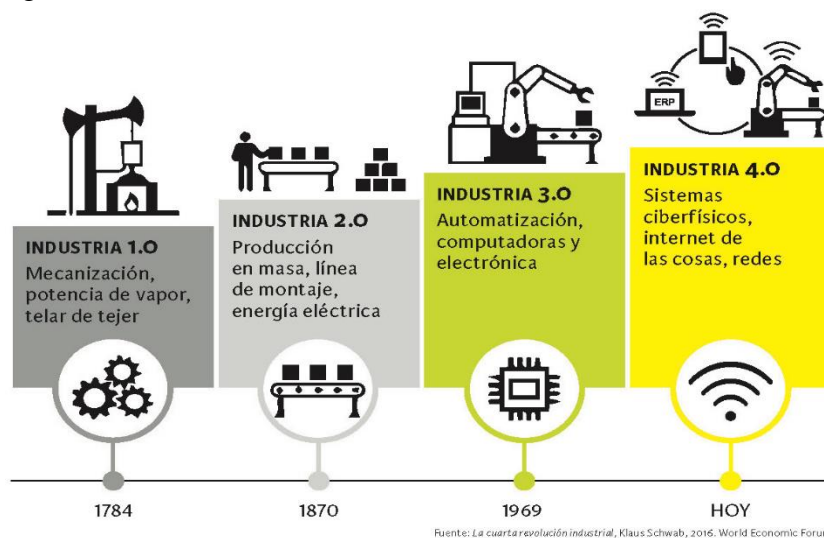 ERP
INDUSTRIA 1.0
Mecanización,
potencia de vapor,
telar de tejer
INDUSTRIA 2.0
Producción
en masa, línea
de montaje,
energía eléctrica
INDUSTRIA 3.0
Automatización,
computadoras y
electrónica
INDUSTRIA 4.0
Sistemas
ciberfísicos,
internet de
las cosas, redes
1784
1870
1969
HOY
Fuente: La cuarta revolución industrial, Klaus Schwab, 2016. World Economic